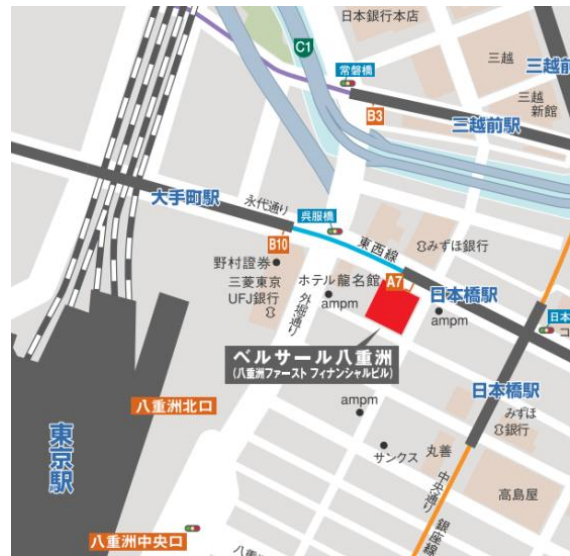 日本銀行本店
C1
三越
常盤橋
三越前
B3
三越
新館
三越前駅
大手町駅
永代通り
呉服橋
B10
東西線
みずほ銀行
野村證券
三菱東京
UFJ銀行
ホテル龍名館
ampm
A7
日本橋駅
ampm
外堀通り
日本
コ
ベルサール八重洲
(八重洲ファースト フィナンシャルビル)
日本橋駅
八重洲北口
ampm
みずほ
銀行
東京駅
サンクス
丸善
中央通り
高島屋
銀座線
八重洲中央口
八重洲